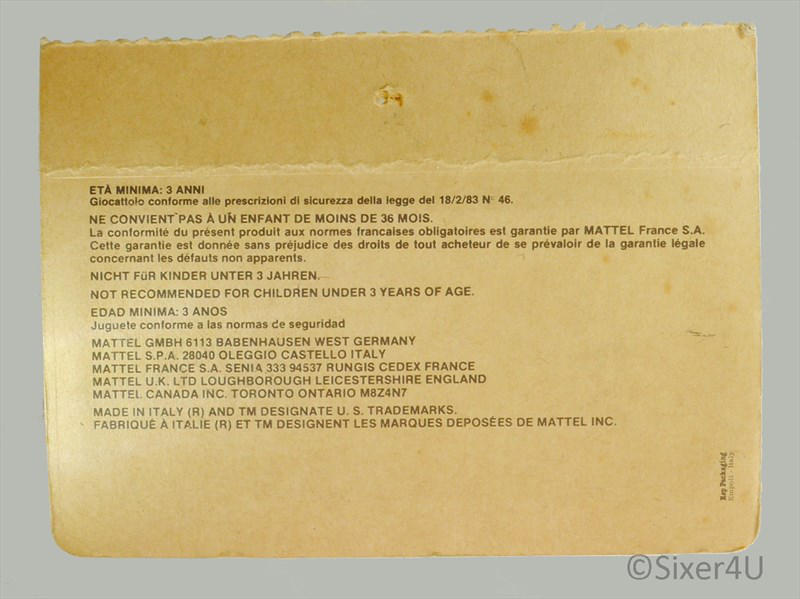 ETÀ MINIMA: 3 ANNI
Giocattolo conforme alle prescrizioni di sicurezza della legge del 18/2/83 N° 46.
NE CONVIENT PAS À UN ENFANT DE MOINS DE 36 MOIS.
La conformité du présent produit aux normes francaises obligatoires est garantie par MATTEL France S.A.
Cette garantie est donnée sans préjudice des droits de tout acheteur de se prévaloir de la garantie légale
concernant les défauts non apparents.
NICHT FüR KINDER UNTER 3 JAHREN.
NOT RECOMMENDED FOR CHILDREN UNDER 3 YEARS OF AGE.
EDAD MINIMA: 3 ANOS
Juguete conforme a las normas de seguridad
MATTEL GMBH 6113 BABENHAUSEN WEST GERMANY
MATTEL S.P.A. 28040 OLEGGIO CASTELLO ITALY
MATTEL FRANCE S.A. SENIA 333 94537 RUNGIS CEDEX FRANCE
MATTEL U.K. LTD LOUGHBOROUGH LEICESTERSHIRE ENGLAND
MATTEL CANADA INC. TORONTO ONTARIO M8Z4N7
MADE IN ITALY (R) AND TM DESIGNATE U. S. TRADEMARKS.
FABRIQUÈ À ITALIE (R) ET TM DESIGNENT LES MARQUES DEPOSÉES DE MATTEL INC.
Key Packaging
Empoli - Italy
©Sixer4U